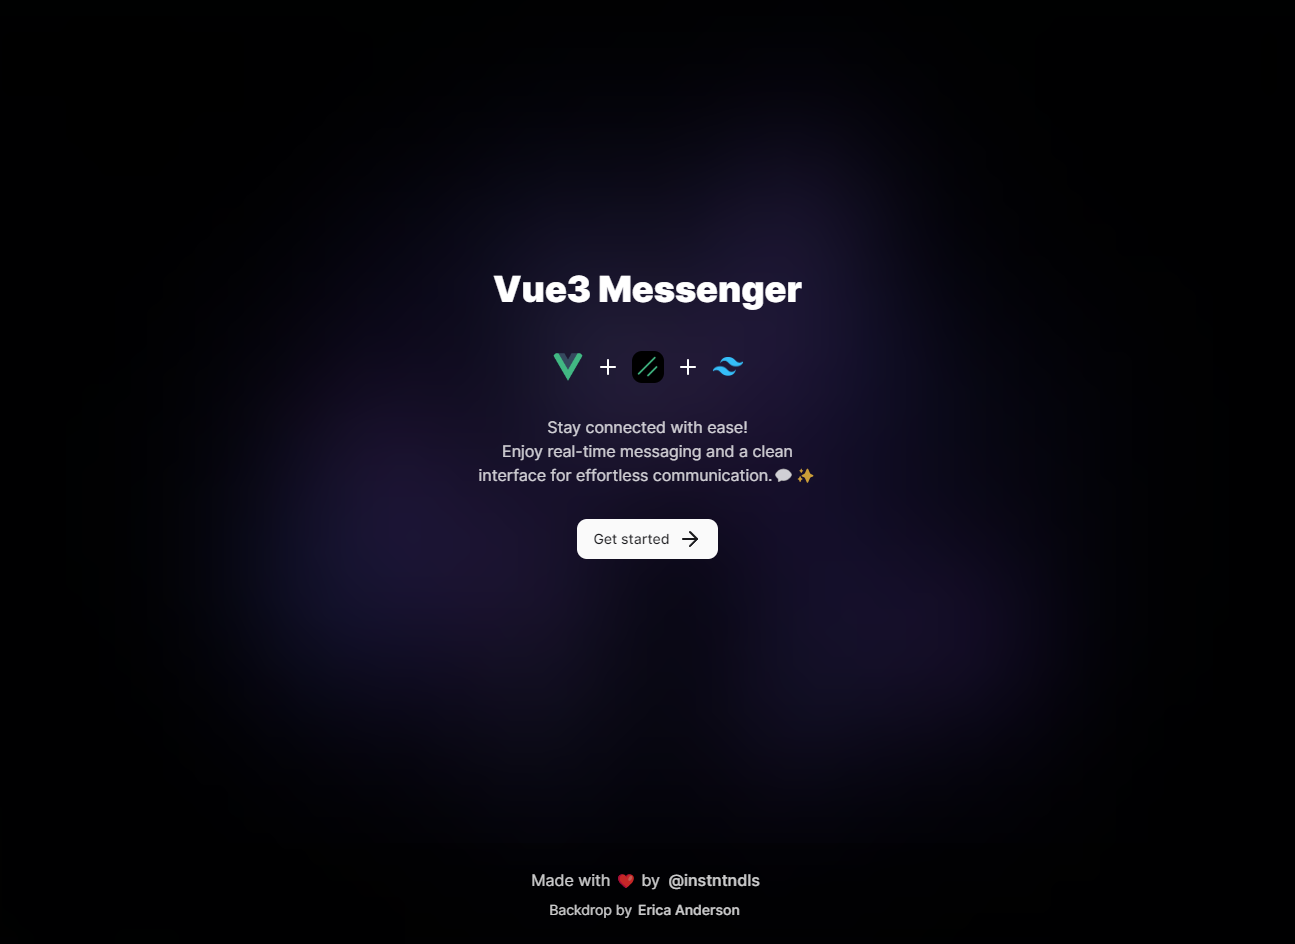 Vue3 Messenger
Stay connected with ease!
Enjoy real-time messaging and a clean
interface for effortless communication. 💬 ✨
Get started
Made with ❤️ by @instntndls
Backdrop by Erica Anderson